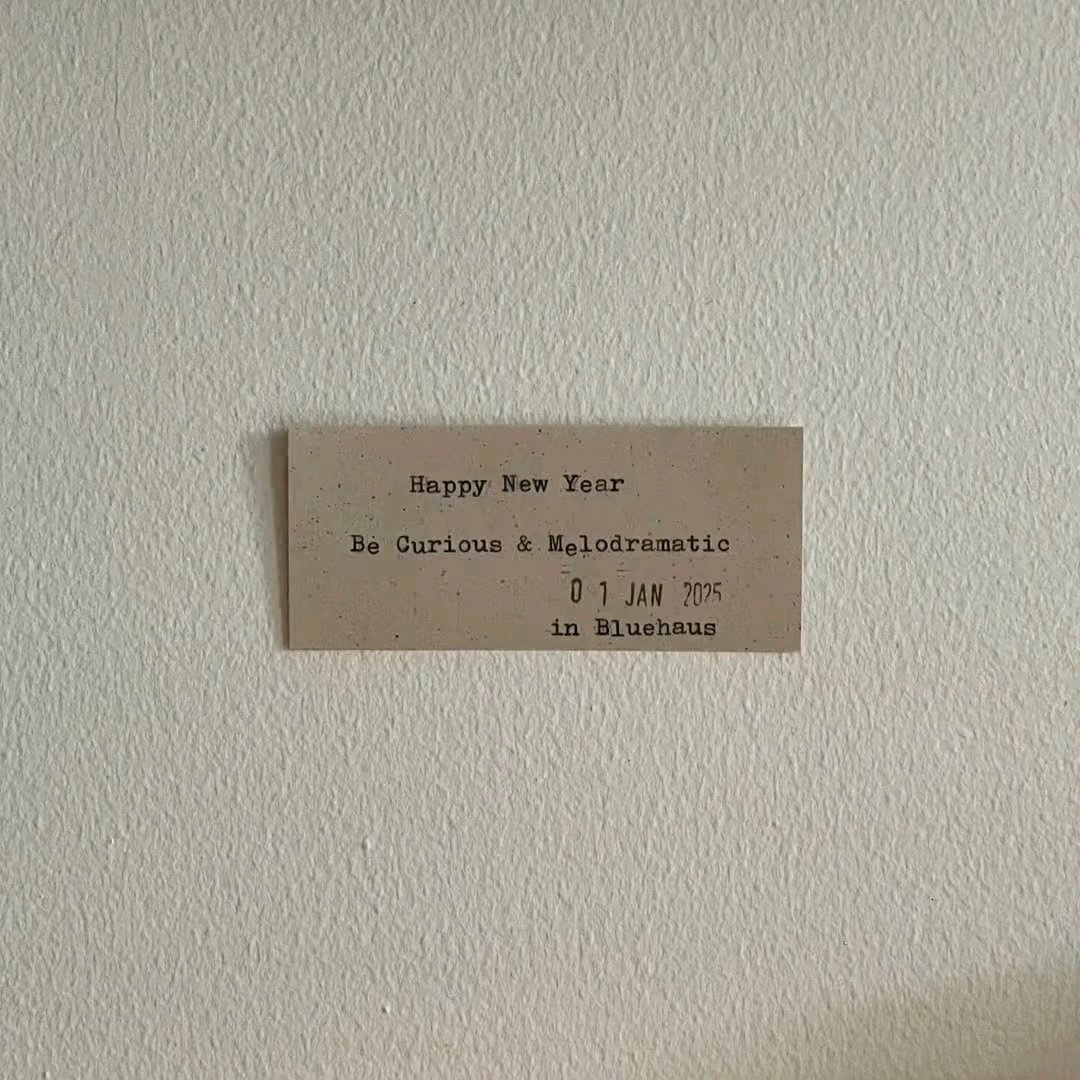 Happy New Year
Be Curious & Melodramatic
0 1 JAN 2025
in Bluehaus